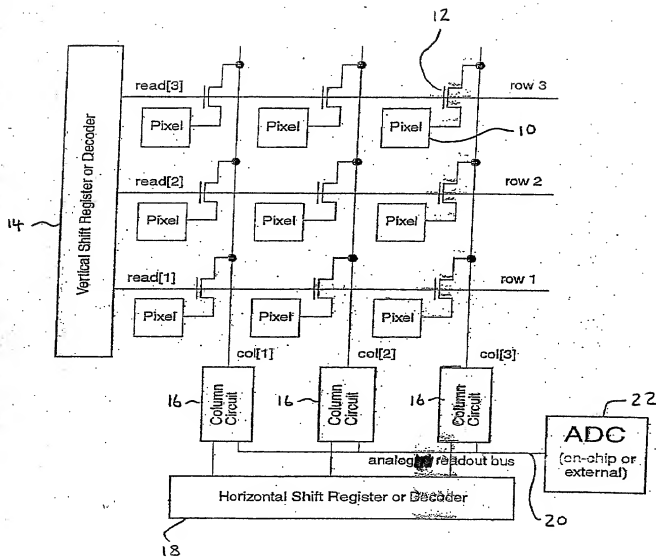 12
read[3]
row 3
Pixel
Pixel
Pixel
10
read[2]
row 2
14
Vertical Shift Register or Decoder
Pixel
Pixel
Pixel
read[1]
row 1
Pixel
Pixel
Pixel
col[1]
col[2]
col[3]
16
Column
Circuit
16
Column
Circuit
16
Column
Circuit
22
ADC
(on-chip or
external)
analog readout bus
Horizontal Shift Register or Decoder
20
18